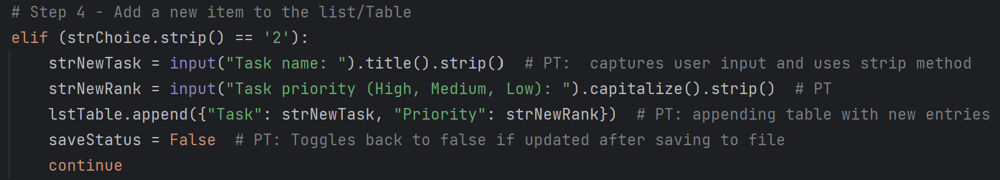 # Step 4 - Add a new item to the list/Table
elif (strChoice.strip() == '2'):
    strNewTask = input("Task name: ").title().strip()  # PT:  captures user input and uses strip method
    strNewRank = input("Task priority (High, Medium, Low): ").capitalize().strip()  # PT
    lstTable.append({"Task": strNewTask, "Priority": strNewRank})  # PT: appending table with new entries
    saveStatus = False  # PT: Toggles back to false if updated after saving to file
    continue